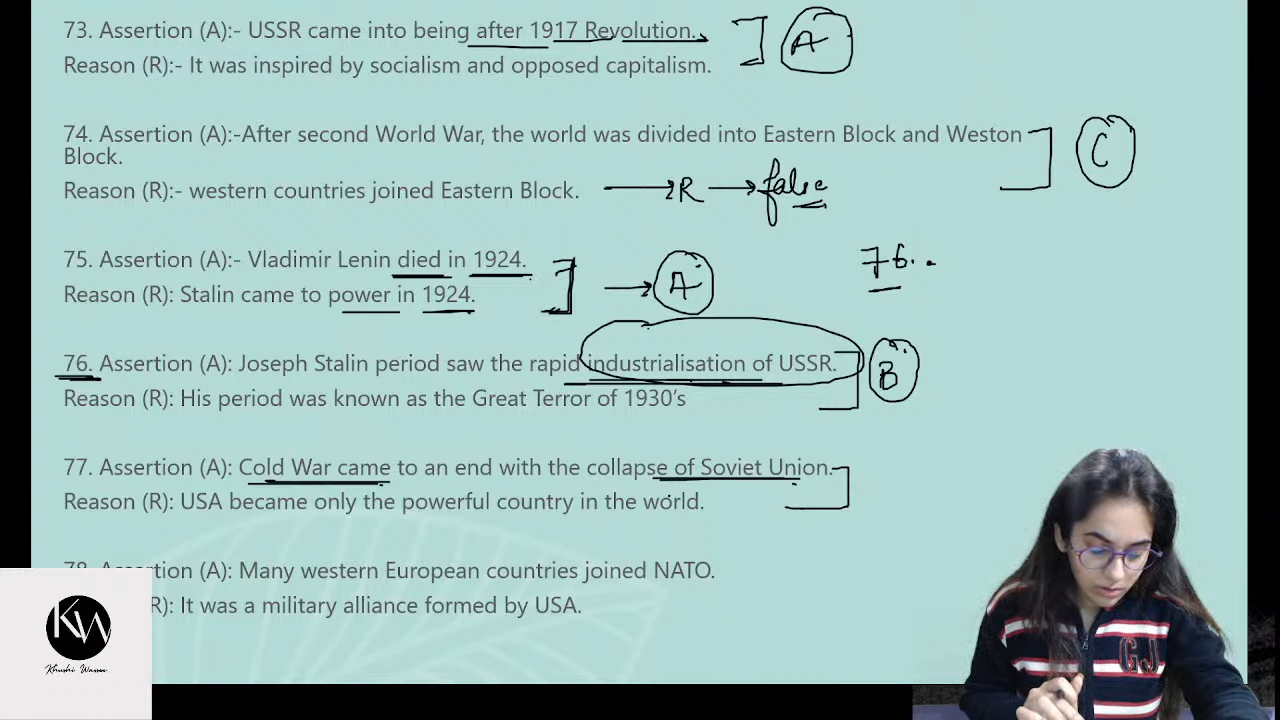 73. Assertion (A):- USSR came into being after 1917 Revolution.
A
Reason (R):- It was inspired by socialism and opposed capitalism.
74. Assertion (A):-After second World War, the world was divided into Eastern Block and Weston
Block.
C
Reason (R):- western countries joined Eastern Block.
R false
75. Assertion (A):- Vladimir Lenin died in 1924.
76..
Reason (R): Stalin came to power in 1924.
A
76. Assertion (A): Joseph Stalin period saw the rapid industrialisation of USSR.
B
Reason (R): His period was known as the Great Terror of 1930's
77. Assertion (A): Cold War came to an end with the collapse of Soviet Union.
Reason (R): USA became only the powerful country in the world.
78. Assertion (A): Many western European countries joined NATO.
R): It was a military alliance formed by USA.
KW
Khushi Wassan
GJ